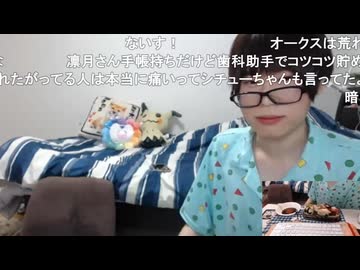 ないす！
オークスは荒れ
凛月さん手帳持ちだけど歯科助手でコツコツ貯め
れたがってる人は本当に痛いってシチューちゃんも言ってたよ
暗